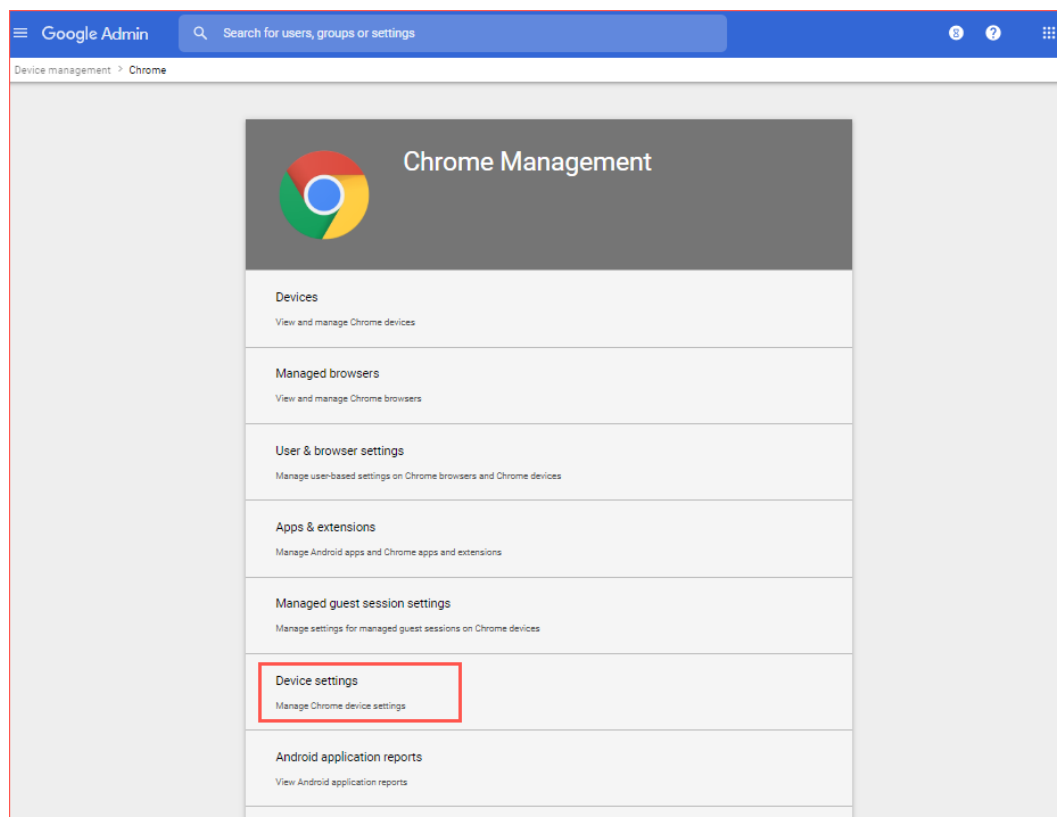 Google Admin
Search for users, groups or settings
Device management > Chrome
Chrome Management
Devices
View and manage Chrome devices
Managed browsers
View and manage Chrome browsers
User & browser settings
Manage user-based settings on Chrome browsers and Chrome devices
Apps & extensions
Manage Android apps and Chrome apps and extensions
Managed guest session settings
Manage settings for managed guest sessions on Chrome devices
Device settings
Manage Chrome device settings
Android application reports
View Android application reports